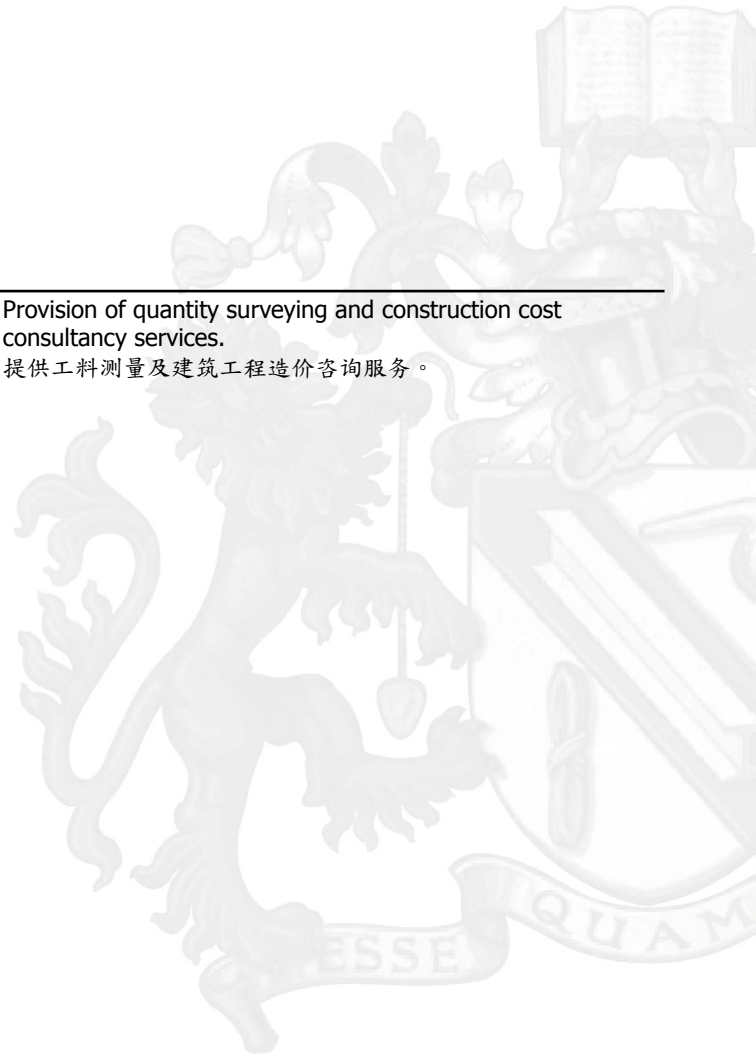 Provision of quantity surveying and construction cost
consultancy services.
提供工料测量及建筑工程造价咨询服务。
ESSE
QUAM